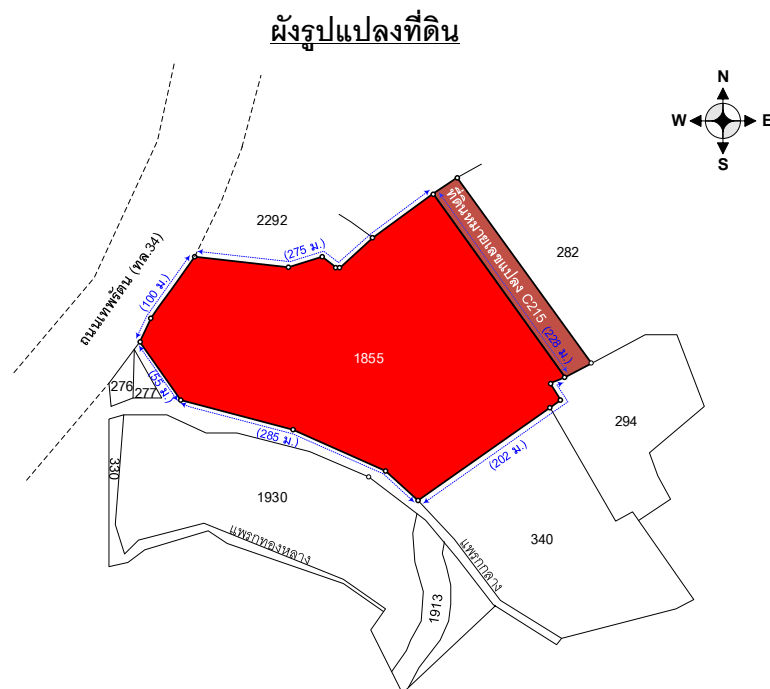 ผังรูปแปลงที่ดิน
N
W
E
S
2292
282
ที่ดินหมายเลขแปลง C215
ถนนเทพรัตน (ทล.34)
(275 ม.)
(100 ม.)
(228 ม.)
1855
(55 ม.)
276
277
294
(285 ม.)
(202 ม.)
330
1930
340
แพรกทองหลาง
แพรกกลาง
1913